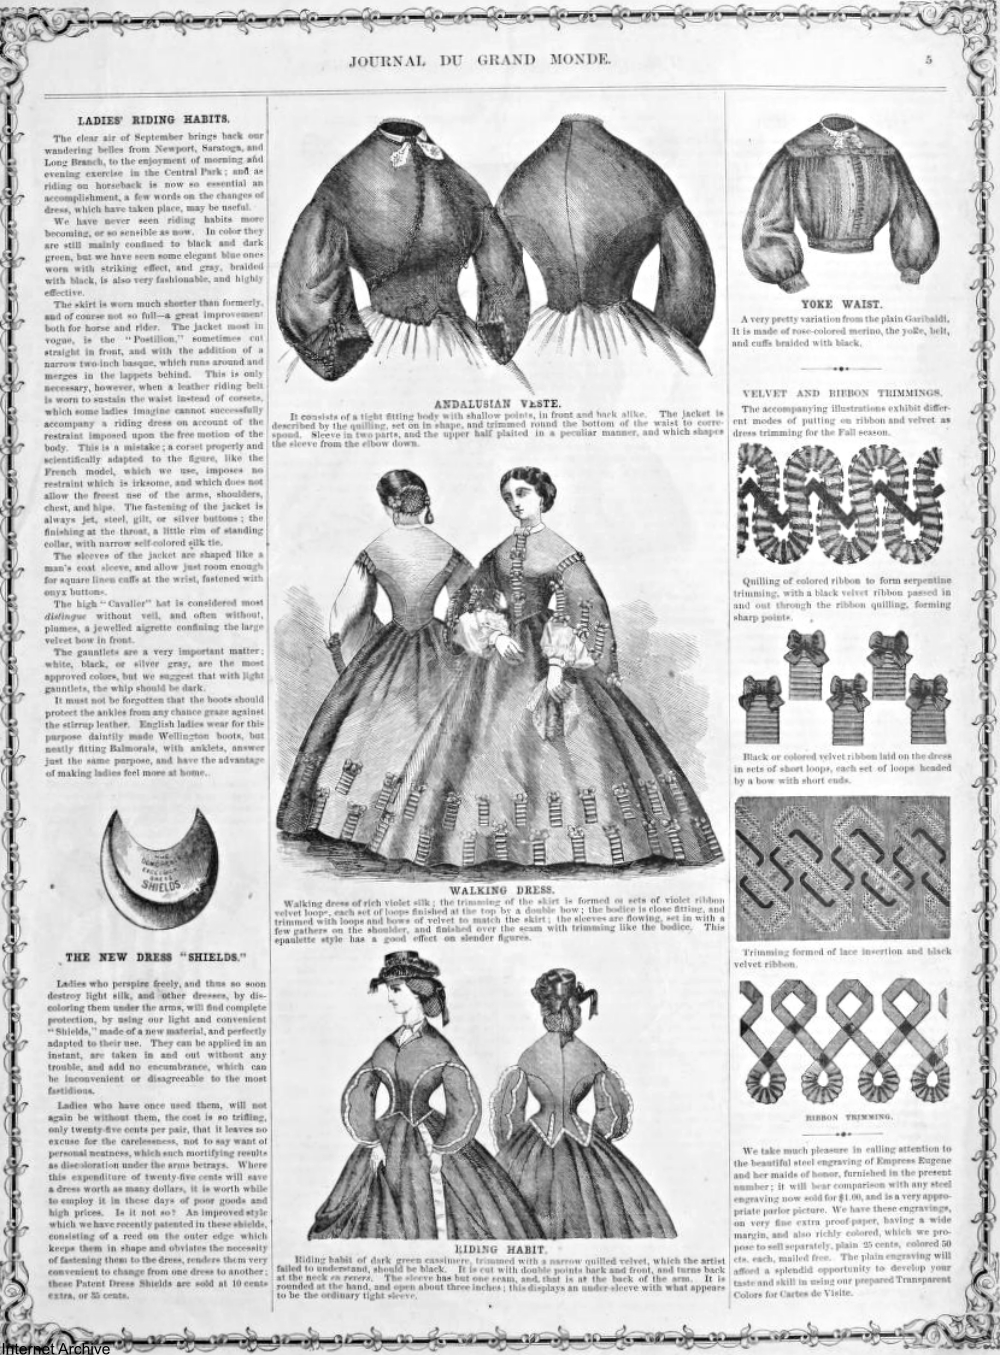 JOURNAL DU GRAND MONDE.
5
LADIES' RIDING HABITS.
The clear air of September brings back our
wandering belles from Newport, Saratoga, and
Long Branch, to the enjoyment of morning and
evening exercise in the Central Park; and as
riding on horseback is now so essential an
accomplishment, a few words on the changes of
dress, which have taken place, may be useful.
We have never seen riding habits more
becoming, or so sensible as now. In color they
are still mainly confined to black and dark
green, but we have seen some elegant blue ones
worn with striking effect, and gray, braided
with black, is also very fashionable, and highly
effective.
The skirt is worn much shorter than formerly,
and of course not so full—a great improvement
both for horse and rider. The jacket most in
vogue, is the "Postilion," sometimes cut
straight in front, and with the addition of a
narrow two-inch basque, which runs around and
merges in the lappets behind. This is only
necessary, however, when a leather riding belt
is worn to sustain the waist instead of corsets,
which some ladies imagine cannot successfully
accompany a riding dress on account of the
restraint imposed upon the free motion of the
body. This is a mistake; a corset properly and
scientifically adapted to the figure, like the
French model, which we use, imposes no
restraint which is irksome, and which does not
allow the freest use of the arms, shoulders,
chest, and hips. The fastening of the jacket is
always jet, steel, gilt, or silver buttons; the
finishing at the throat, a little rim of standing
collar, with narrow self-colored silk tie.
The sleeves of the jacket are shaped like a
man's coat sleeve, and allow just room enough
for square linen cuffs at the wrist, fastened with
onyx buttons.
The high "Cavalier" hat is considered most
distingue without veil, and often without,
plumes, a jewelled aigrette confining the large
velvet bow in front.
The gauntlets are a very important matter;
white, black, or silver gray, are the most
approved colors, but we suggest that with light
gauntlets, the whip should be dark.
It must not be forgotten that the boots should
protect the ankles from any chance graze against
the stirrup leather. English ladies wear for this
purpose daintily made Wellington boots, but
neatly fitting Balmorals, with anklets, answer
just the same purpose, and have the advantage
of making ladies feel more at home.
DRESS
SHIELDS
THE NEW DRESS "SHIELDS."
Ladies who perspire freely, and thus so soon
destroy light silk, and other dresses, by dis-
coloring them under the arms, will find complete
protection, by using our light and convenient
"Shields," made of a new material, and perfectly
adapted to their use. They can be applied in an
instant, are taken in and out without any
trouble, and add no encumbrance, which can
be inconvenient or disagreeable to the most
fastidious.
Ladies who have once used them, will not
again be without them, the cost is so trifling,
only twenty-five cents per pair, that it leaves no
excuse for the carelessness, not to say want of
personal neatness, which such mortifying results
as discoloration under the arms betrays. Where
this expenditure of twenty-five cents will save
a dress worth as many dollars, it is worth while
to employ it in these days of poor goods and
high prices. Is it not so? An improved style
which we have recently patented in these shields,
consisting of a reed on the outer edge which
keeps them in shape and obviates the necessity
of fastening them to the dress, renders them very
convenient to change from one dress to another;
these Patent Dress Shields are sold at 10 cents
extra, or 35 cents.
ANDALUSIAN VESTE.
It consists of a tight fitting body with shallow points, in front and back alike. The jacket is
described by the quilling, set on in shape, and trimmed round the bottom of the waist to corre-
spond. Sleeve in two parts, and the upper half plaited in a peculiar manner, and which shapes
the sleeve from the elbow down.
WALKING DRESS.
Walking dress of rich violet silk; the trimming of the skirt is formed of sets of violet ribbon
velvet loops, each set of loops finished at the top by a double bow; the bodice is close fitting, and
trimmed with loops and bows of velvet to match the skirt; the sleeves are flowing, set in with a
few gathers on the shoulder, and finished over the seam with trimming like the bodice. This
epaulette style has a good effect on slender figures.
RIDING HABIT.
Riding habit of dark green cassimere, trimmed with a narrow quilled velvet, which the artist
failed to understand, should be black. It is cut with double points back and front, and turns back
at the neck en revers. The sleeve has but one seam, and, that is at the back of the arm. It is
rounded at the hand, and open about three inches; this displays an under-sleeve with what appears
to be the ordinary tight sleeve.
YOKE WAIST.
A very pretty variation from the plain Garibaldi.
It is made of rose-colored merino, the yoke, belt,
and cuffs braided with black.
VELVET AND RIBBON TRIMMINGS.
The accompanying illustrations exhibit differ-
ent modes of putting on ribbon and velvet as
dress trimming for the Fall season.
Quilling of colored ribbon to form serpentine
trimming, with a black velvet ribbon passed in
and out through the ribbon quilling, forming
sharp points.
Black or colored velvet ribbon laid on the dress
in sets of short loops, each set of loops headed
by a bow with short ends.
Trimming formed of lace insertion and black
velvet ribbon.
RIBBON TRIMMING.
We take much pleasure in calling attention to
the beautiful steel engraving of Empress Eugene
and her maids of honor, furnished in the present
number; it will bear comparison with any steel
engraving now sold for $1.00, and is a very appro-
priate parlor picture. We have these engravings,
on very fine extra proof-paper, having a wide
margin, and also richly colored, which we pro-
pose to sell separately, plain 25 cents, colored 50
cts. each, mailed free. The plain engraving will
afford a splendid opportunity to develop your
taste and skill in using our prepared Transparent
Colors for Cartes de Visite.
Internet Archive